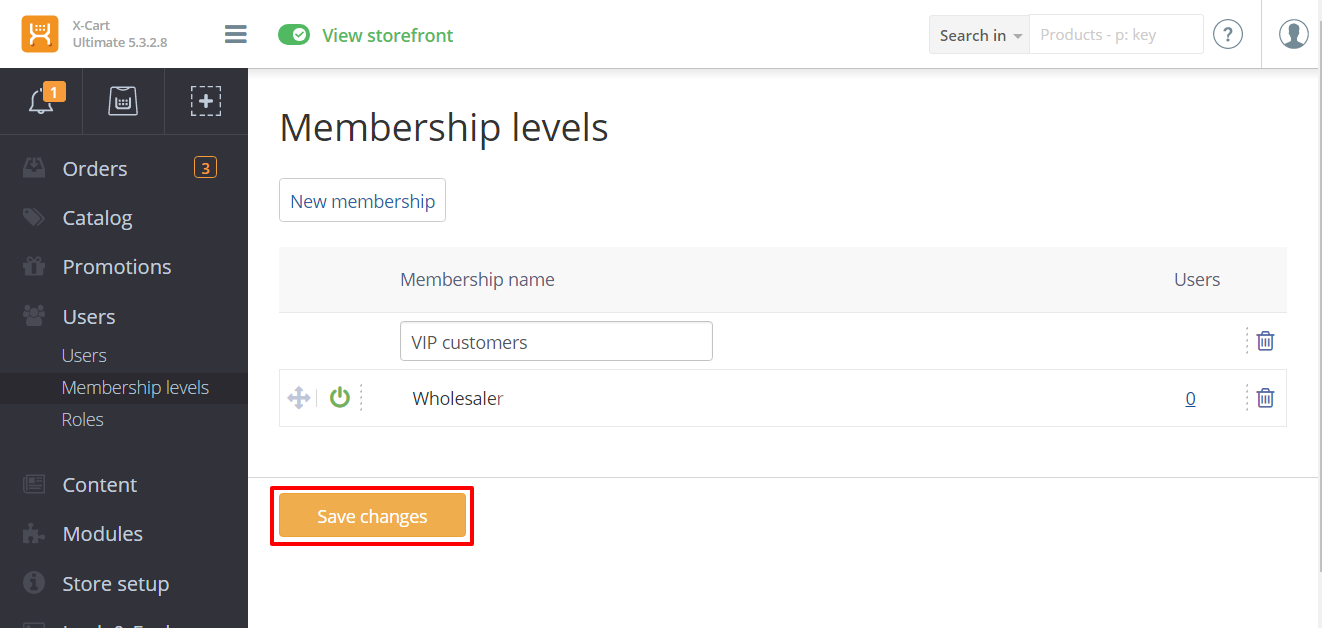 X-Cart
Ultimate 5.3.2.8
View storefront
Search in
Products - p: key
?
1
Orders
3
Catalog
Promotions
Users
Users
Membership levels
Roles
Content
Modules
Store setup
Membership levels
New membership
Membership name
Users
VIP customers
Wholesaler
0
Save changes